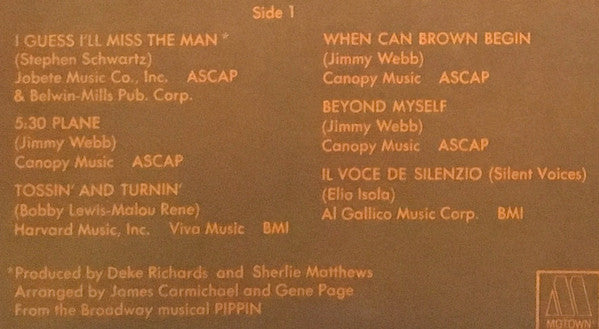 Side 1
I GUESS I'LL MISS THE MAN *
(Stephen Schwartz)
Jobete Music Co., Inc. ASCAP
& Belwin-Mills Pub. Corp.
5:30 PLANE
(Jimmy Webb)
Canopy Music ASCAP
TOSSIN' AND TURNIN'
(Bobby Lewis-Malou Rene)
Harvard Music, Inc. Viva Music BMI
WHEN CAN BROWN BEGIN
(Jimmy Webb)
Canopy Music ASCAP
BEYOND MYSELF
(Jimmy Webb)
Canopy Music ASCAP
IL VOCE DE SILENZIO (Silent Voices)
(Elio Isola)
Al Gallico Music Corp. BMI
*Produced by Deke Richards and Sherlie Matthews
Arranged by James Carmichael and Gene Page
From the Broadway musical PIPPIN
M
MOTOWN